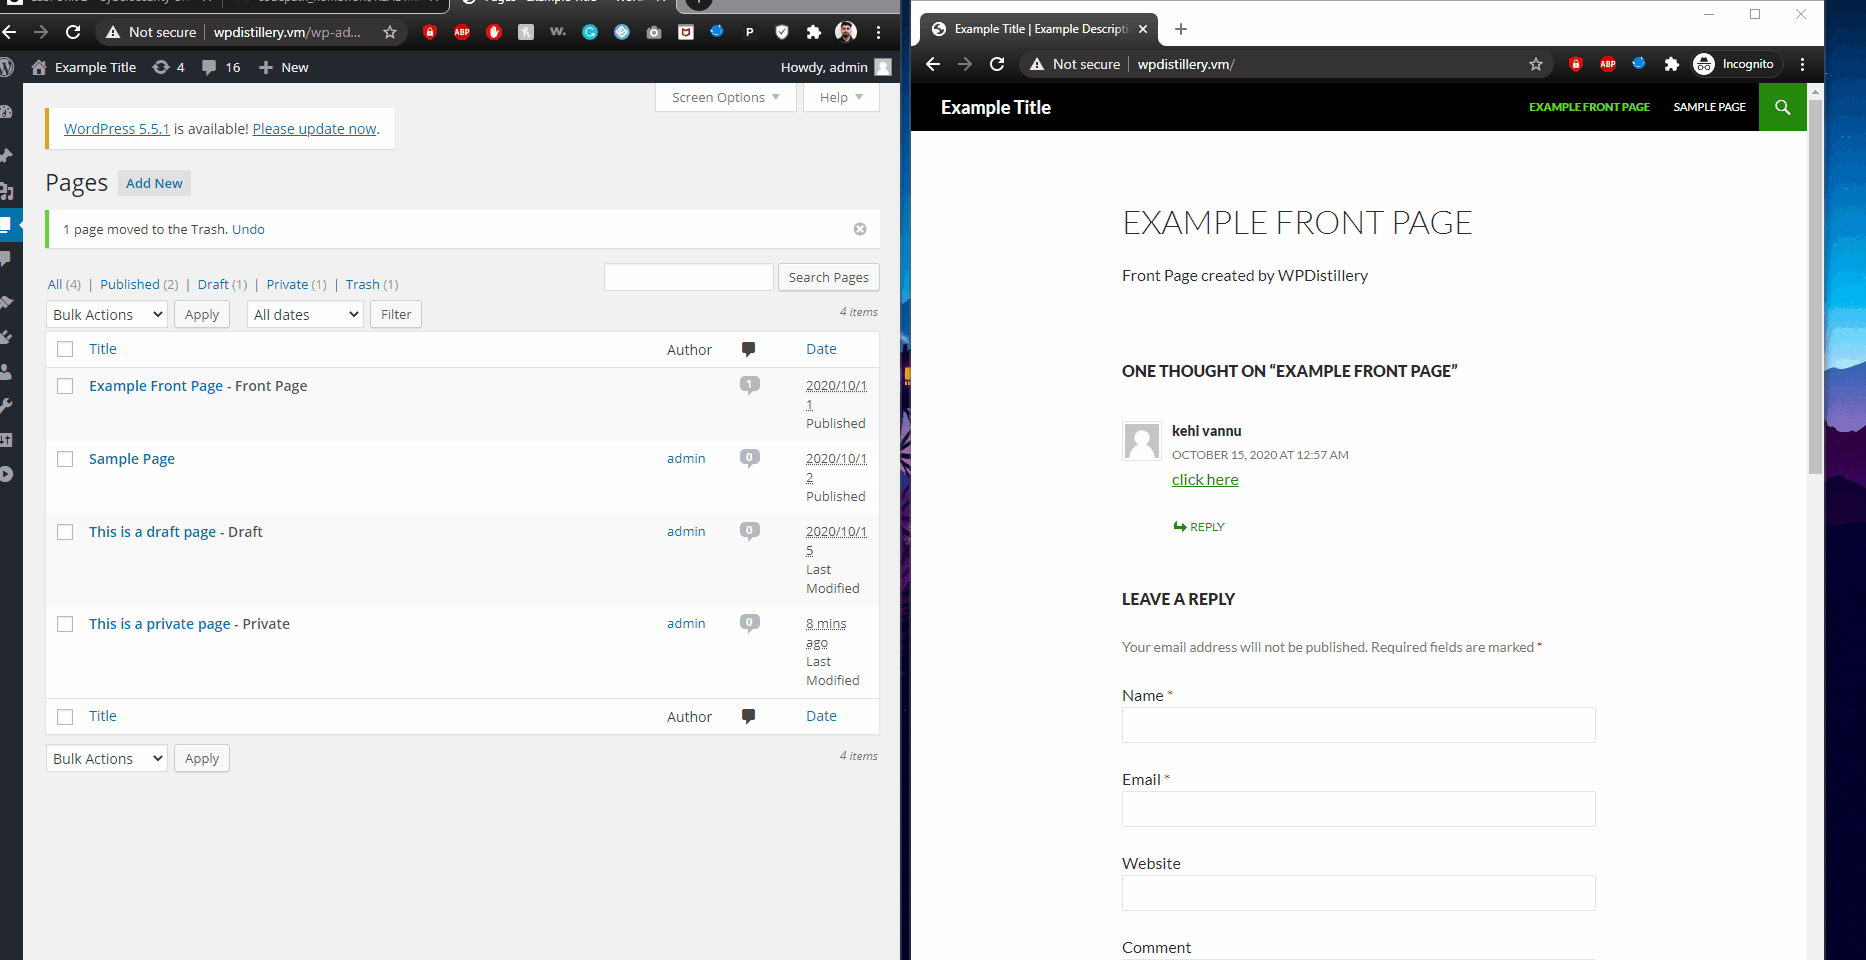 Not secure
wpdistillery.vm/wp-ad...
Example Title
4
16
New
Howdy, admin
Screen Options
Help
WordPress 5.5.1 is available! Please update now.
Pages
Add New
1 page moved to the Trash. Undo
All (4) | Published (2) | Draft (1) | Private (1) | Trash (1)
Search Pages
Bulk Actions
Apply
All dates
Filter
4 items
Title
Author
Date
Example Front Page - Front Page
1
2020/10/1
1
Published
Sample Page
admin
0
2020/10/1
2
Published
This is a draft page - Draft
admin
0
2020/10/1
5
Last
Modified
This is a private page - Private
admin
0
8 mins
ago
Last
Modified
Title
Author
Date
Bulk Actions
Apply
4 items
Example Title | Example Descripti
Not secure
wpdistillery.vm/
ABP
Incognito
Example Title
EXAMPLE FRONT PAGE
SAMPLE PAGE
EXAMPLE FRONT PAGE
Front Page created by WPDistillery
ONE THOUGHT ON “EXAMPLE FRONT PAGE”
kehi vannu
OCTOBER 15, 2020 AT 12:57 AM
click here
REPLY
LEAVE A REPLY
Your email address will not be published. Required fields are marked *
Name *
Email *
Website
Comment